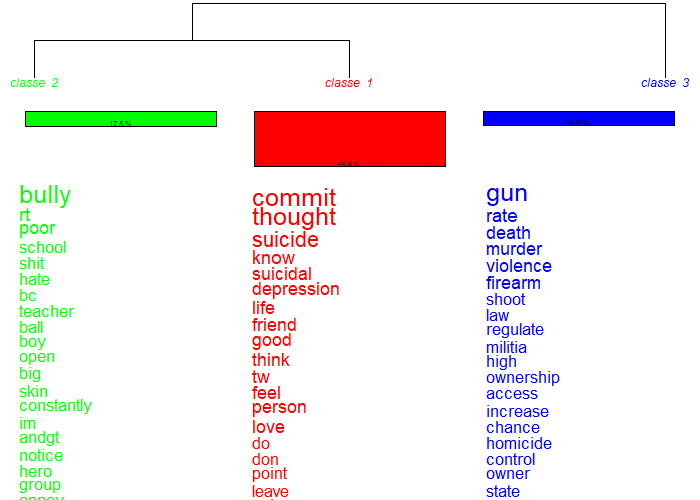 classe 2
classe 1
classe 3
17.5 %
bully
rt
poor
school
shit
hate
bc
teacher
ball
boy
open
big
skin
constantly
im
andgt
notice
hero
group
commit
thought
suicide
know
suicidal
depression
life
friend
good
think
tw
feel
person
love
do
don
point
leave
gun
rate
death
murder
violence
firearm
shoot
law
regulate
militia
high
ownership
access
increase
chance
homicide
control
owner
state